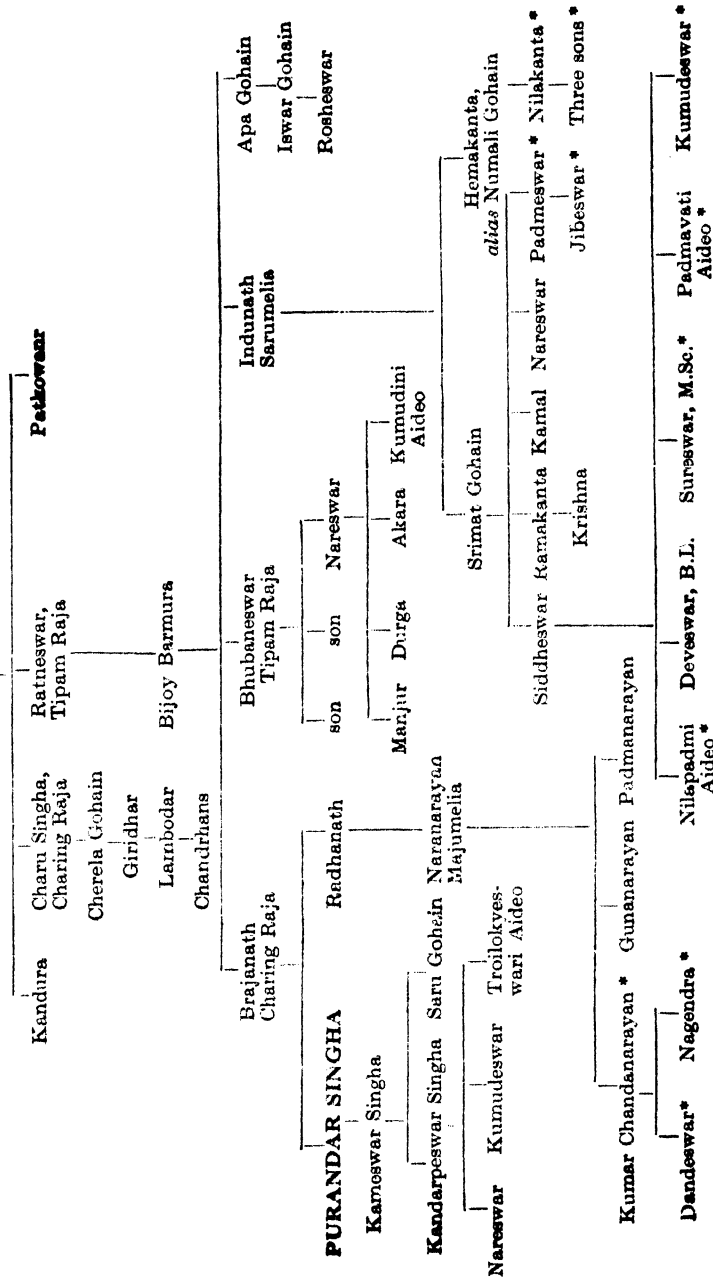 Kandura
Charu Singha,
Charing Raja
Ratneswar,
Tipam Raja
Patkowanr
Cherela Gohain
Giridhar
Lambodar
Chandrhans
Bijoy Barmura
Brajanath
Charing Raja
Bhubaneswar
Tipam Raja
Indunath
Sarumelia
Apa Gohain
Iswar Gohain
Rosheswar
PURANDAR SINGHA
Radhanath
son
son
Nareswar
Kameswar Singha
Manjur
Durga
Akara
Kumudini
Aideo
Kandarpeswar Singha
Saru Gohain
Naranarayan
Majumelia
Srimat Gohain
Hemakanta,
alias Numali Gohain
Nareswar
Kumudeswar
Troilokyes-
wari Aideo
Siddheswar
Ramakanta
Kamal
Nareswar
Padmeswar*
Nilakanta*
Krishna
Jibeswar*
Three sons*
Kumar Chandanarayan*
Gunanarayan
Padmanarayan
Dandeswar*
Nagendra*
Nilapadmi
Aideo*
Deveswar, B.L.
Sureswar, M.Sc.*
Padmavati
Aideo*
Kumudeswar*